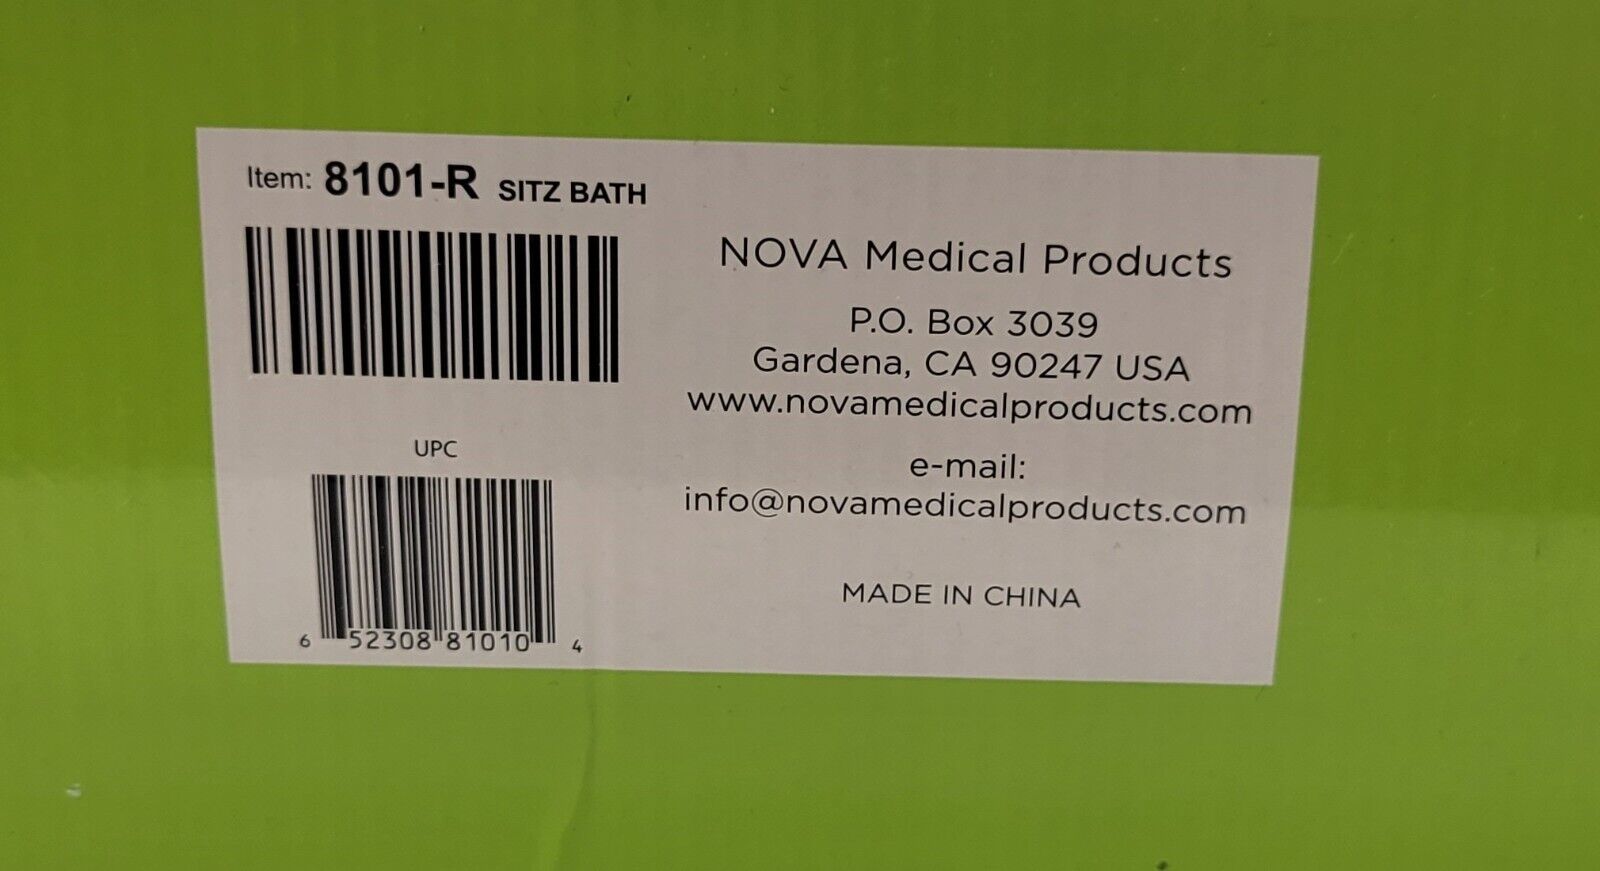 Item: 8101-R SITZ BATH
UPC
6 52308 81010 4
NOVA Medical Products
P.O. Box 3039
Gardena, CA 90247 USA
www.novamedicalproducts.com
e-mail:
info@novamedicalproducts.com
MADE IN CHINA